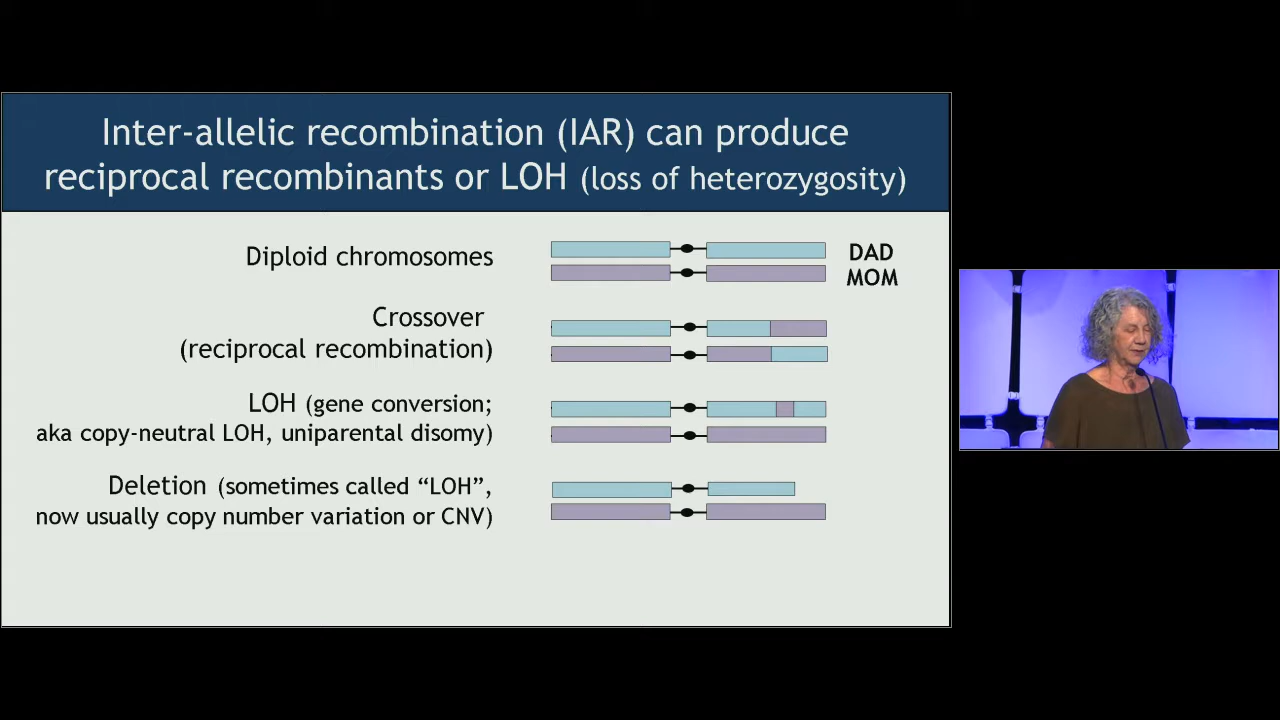 Inter-allelic recombination (IAR) can produce
reciprocal recombinants or LOH (loss of heterozygosity)
Diploid chromosomes
DAD
MOM
Crossover
(reciprocal recombination)
LOH (gene conversion;
aka copy-neutral LOH, uniparental disomy)
Deletion (sometimes called “LOH”,
now usually copy number variation or CNV)